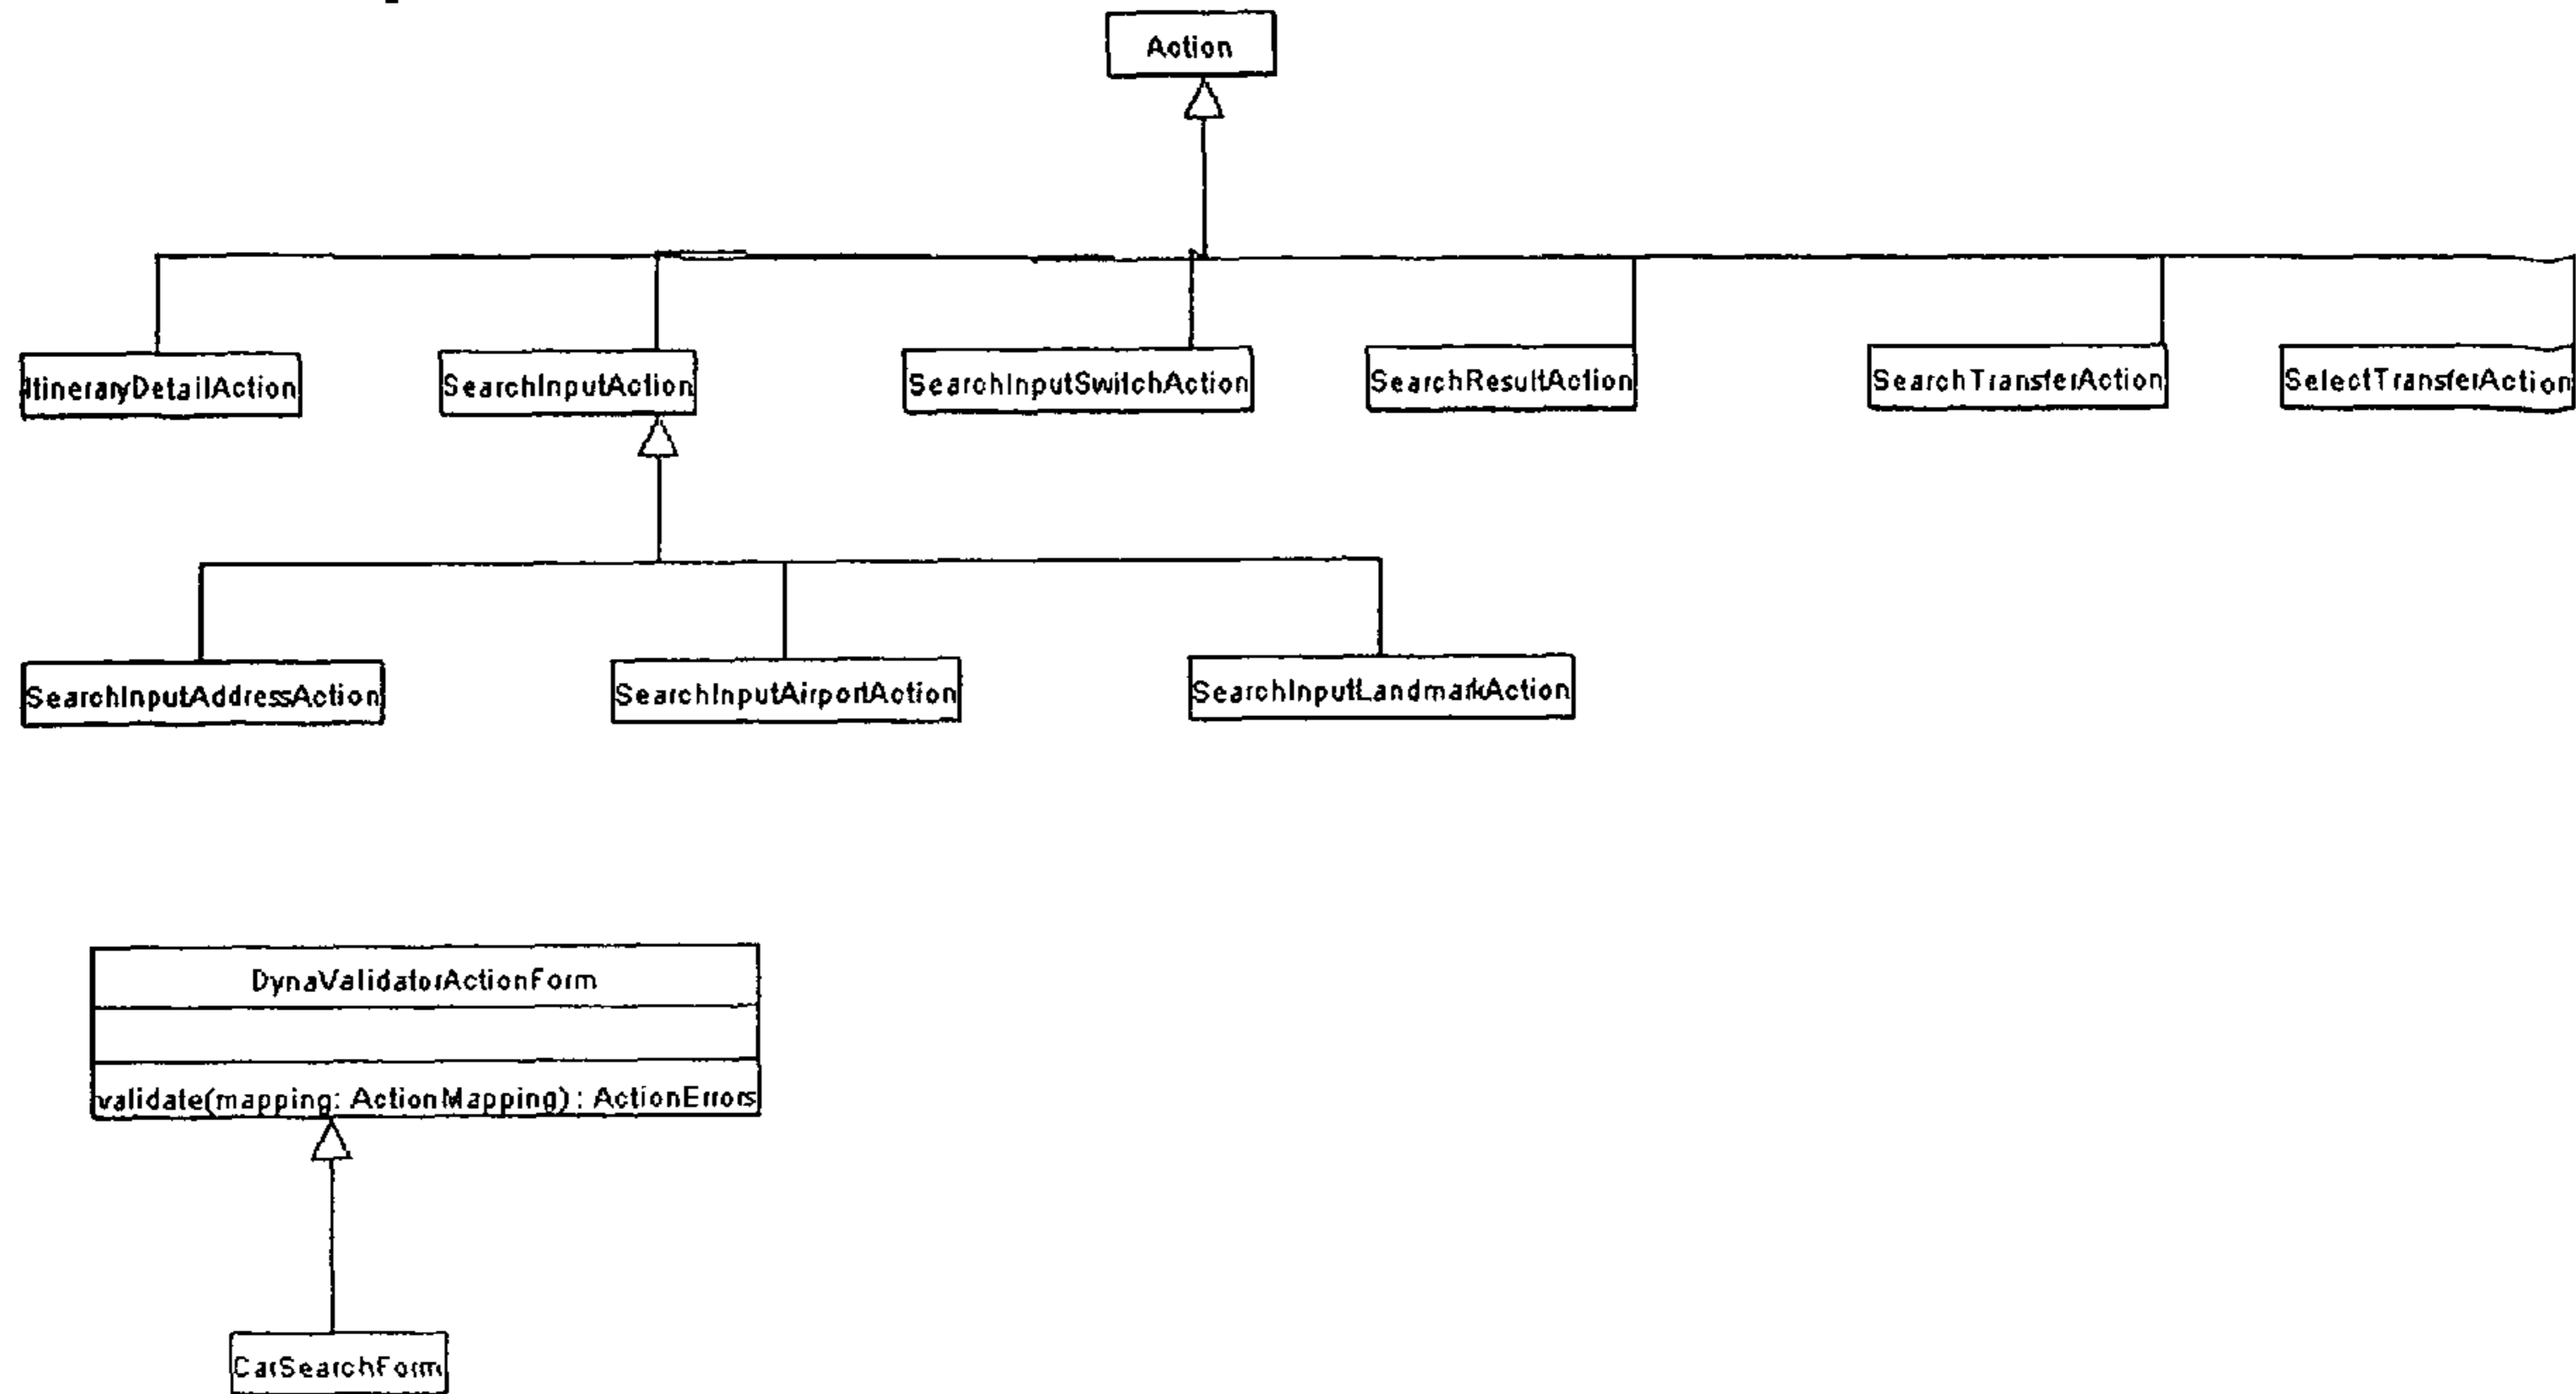 Action
ItineraryDetailAction
SearchInputAction
SearchInputSwitchAction
SearchResultAction
SearchTransferAction
SelectTransferAction
SearchInputAddressAction
SearchInputAirportAction
SearchInputLandmarkAction
DynaValidatorActionForm
validate(mapping: ActionMapping) : ActionErrors
CarSearchForm